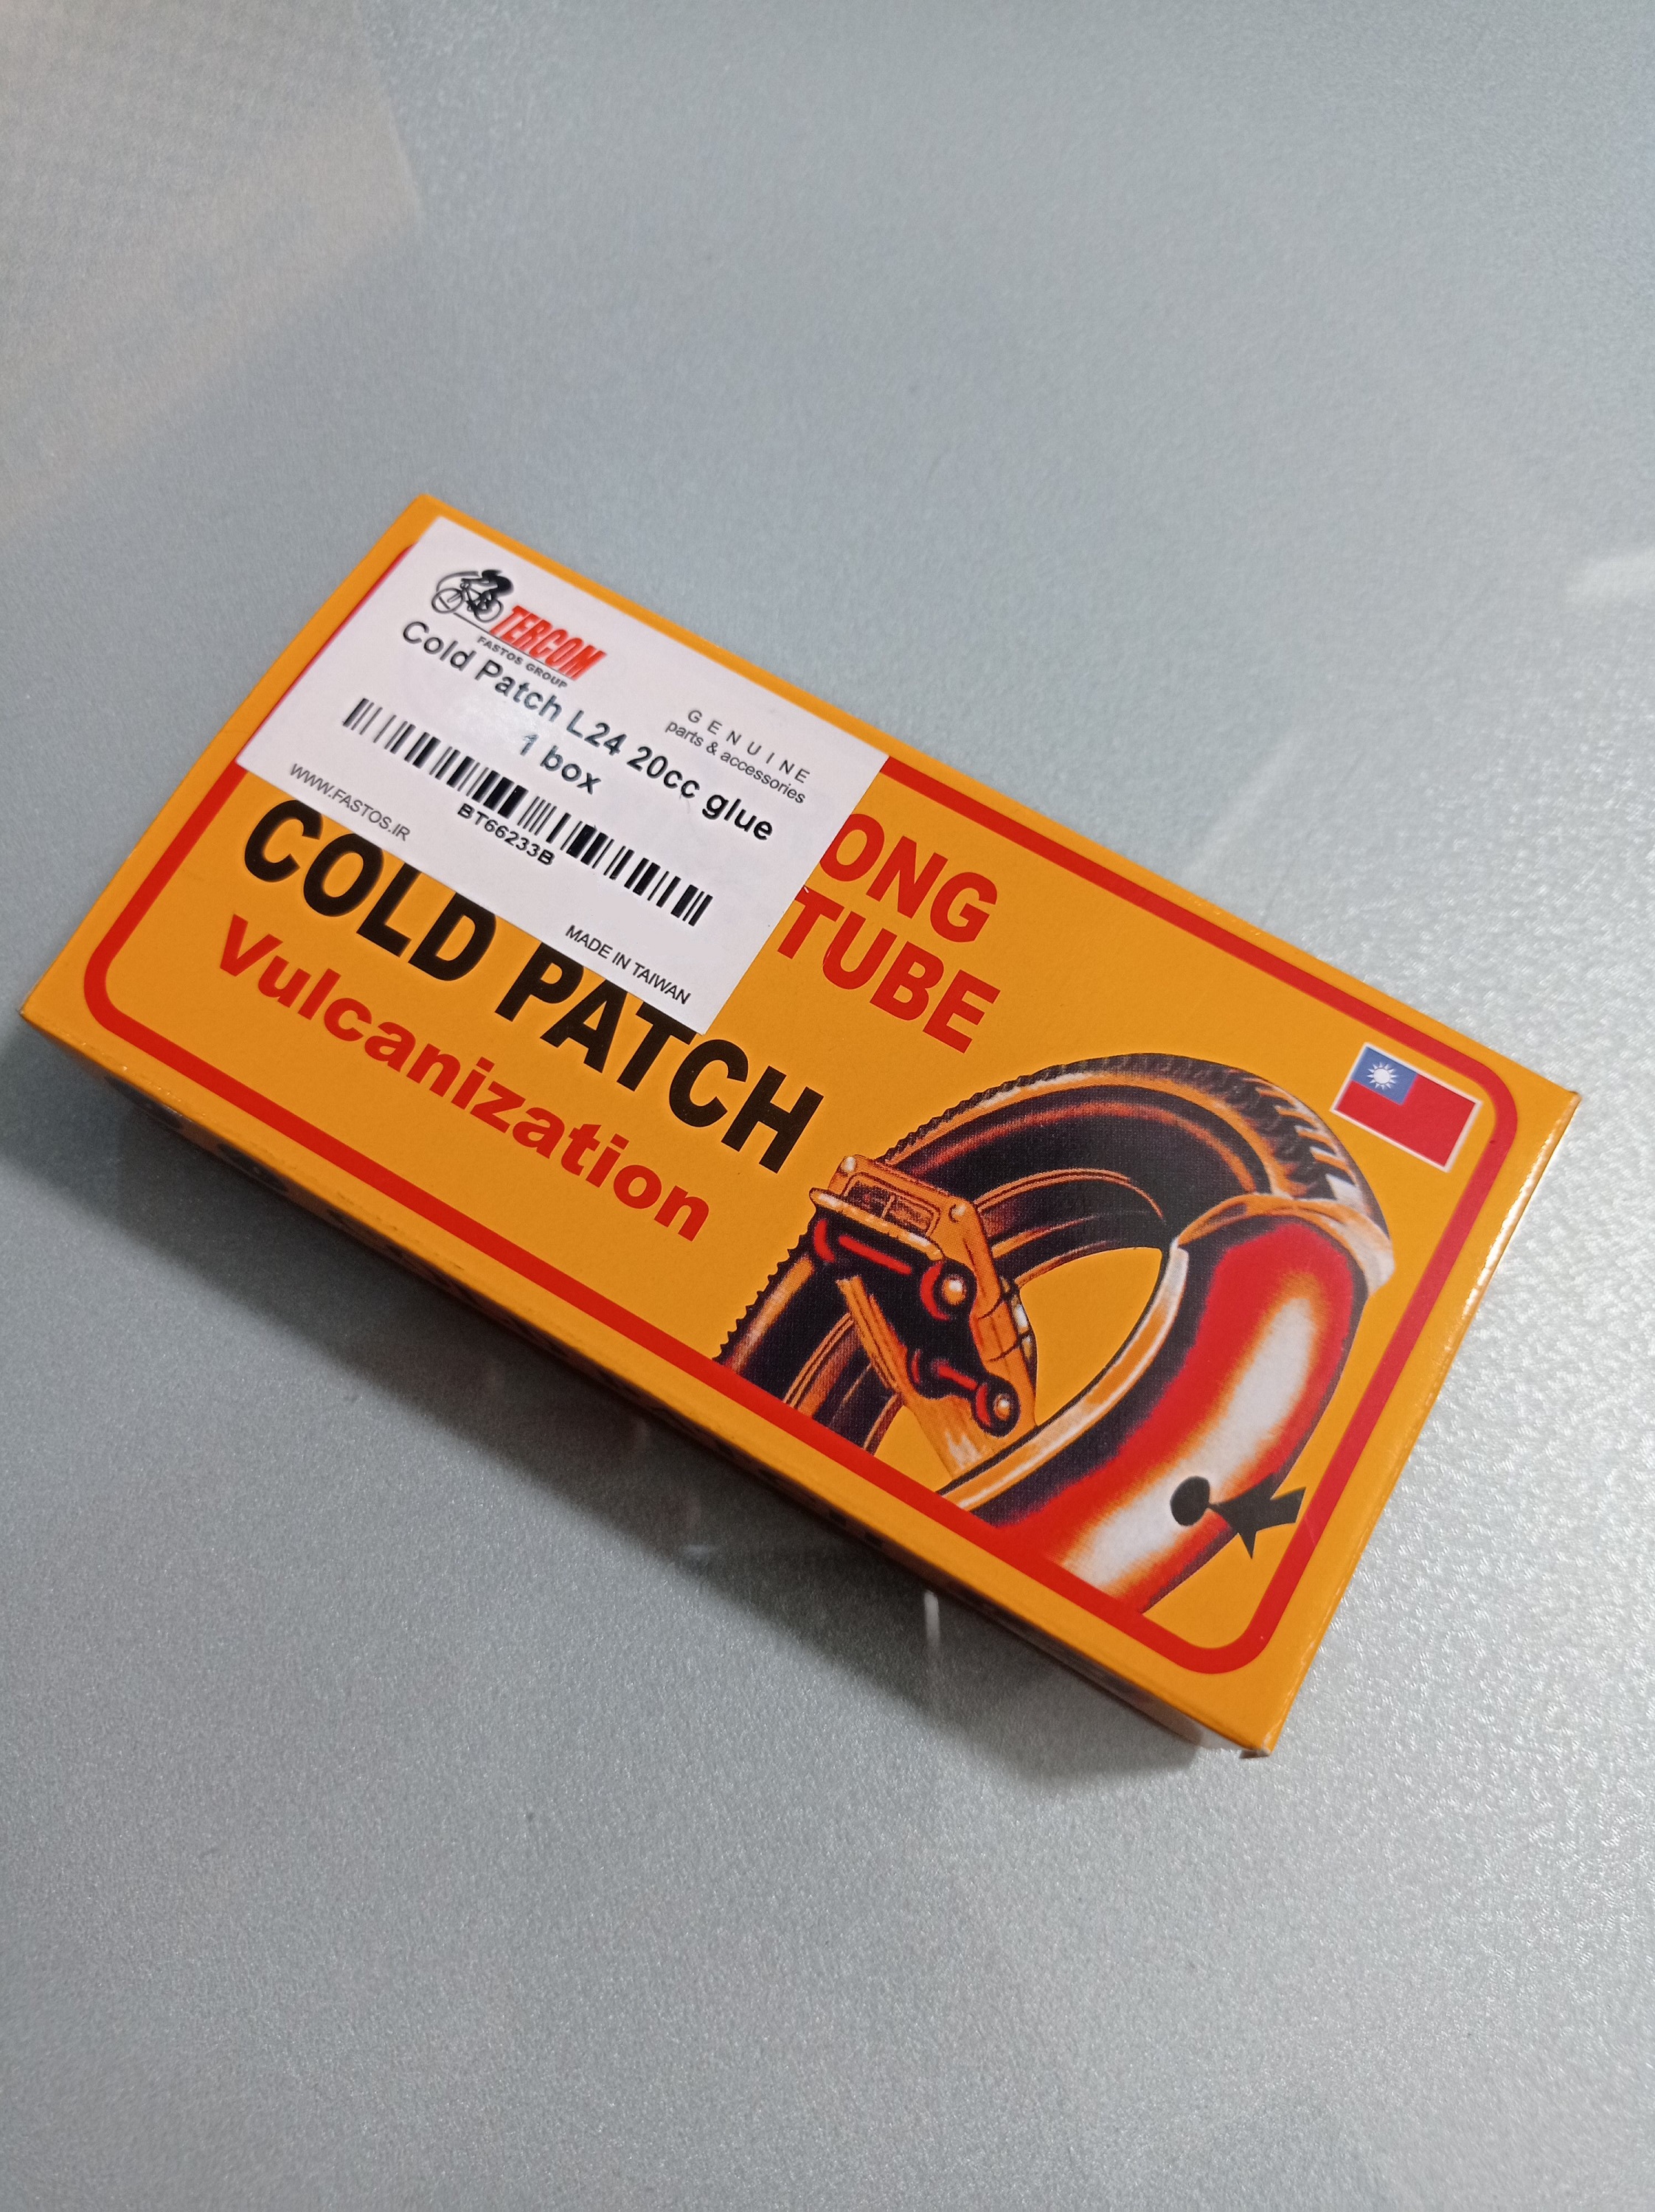 TERCOM
FASTOS GROUP
GENUINE
parts & accessories
Cold Patch L24 20cc glue
1 box
BT66233B
WWW.FASTOS.IR
MADE IN TAIWAN
ONG
TUBE
COLD PATCH
Vulcanization